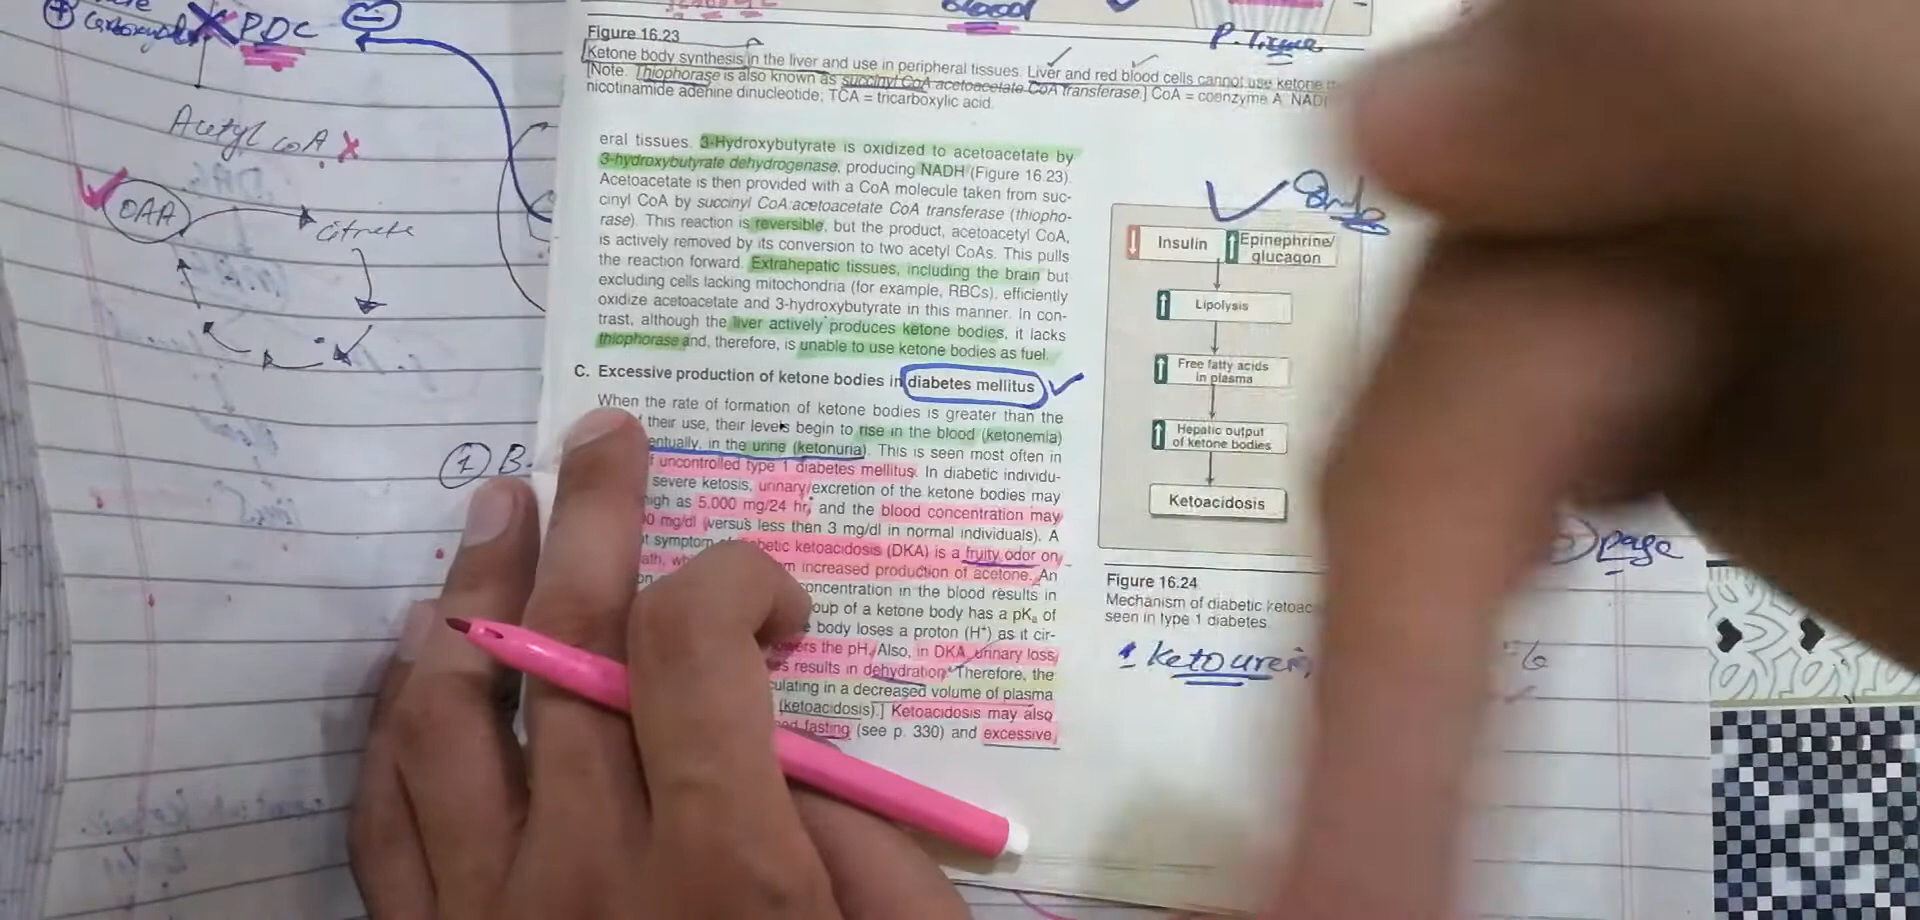 Carboxyl
PDC
Acetyl coA
OAA
citrate
1 B.
blood
P. Tissue
Figure 16.23
Ketone body synthesis in the liver and use in peripheral tissues. Liver and red blood cells cannot use ketone
[Note: Thiophorase is also known as succinyl CoA:acetoacetate CoA transferase.] CoA = coenzyme A; NAD
nicotinamide adenine dinucleotide; TCA = tricarboxylic acid.
eral tissues. 3-Hydroxybutyrate is oxidized to acetoacetate by
3-hydroxybutyrate dehydrogenase, producing NADH (Figure 16.23).
Acetoacetate is then provided with a CoA molecule taken from suc-
cinyl CoA by succinyl CoA:acetoacetate CoA transferase (thiopho-
rase). This reaction is reversible, but the product, acetoacetyl CoA,
is actively removed by its conversion to two acetyl CoAs. This pulls
the reaction forward. Extrahepatic tissues, including the brain but
excluding cells lacking mitochondria (for example, RBCs), efficiently
oxidize acetoacetate and 3-hydroxybutyrate in this manner. In con-
trast, although the liver actively produces ketone bodies, it lacks
thiophorase and, therefore, is unable to use ketone bodies as fuel.
C. Excessive production of ketone bodies in diabetes mellitus
When the rate of formation of ketone bodies is greater than the
their use, their levels begin to rise in the blood (ketonemia)
entually, in the urine (ketonuria). This is seen most often in
f uncontrolled type 1 diabetes mellitus. In diabetic individu-
severe ketosis, urinary excretion of the ketone bodies may
high as 5,000 mg/24 hr, and the blood concentration may
0 mg/dl (versus less than 3 mg/dl in normal individuals). A
t symptom betic ketoacidosis (DKA) is a fruity odor on
ath, wh m increased production of acetone. An
on oncentration in the blood results in
oup of a ketone body has a pKa of
e body loses a proton (H+) as it cir-
owers the pH. Also, in DKA, urinary loss
es results in dehydration. Therefore, the
culating in a decreased volume of plasma
(ketoacidosis).] Ketoacidosis may also
fasting (see p. 330) and excessive
Insulin
Epinephrine/
glucagon
Lipolysis
Free fatty acids
in plasma
Hepatic output
of ketone bodies
Ketoacidosis
Figure 16.24
Mechanism of diabetic ketoac
seen in type 1 diabetes.
page